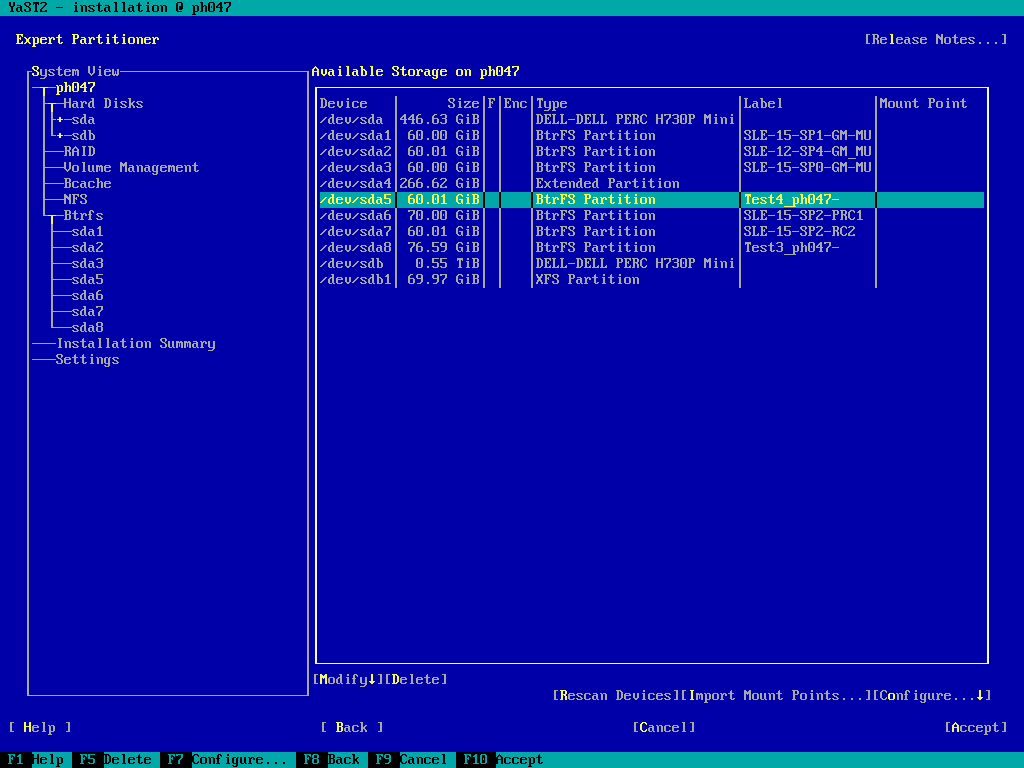 YaST2 - installation @ ph047
Expert Partitioner [Release Notes...]
System View
ph047
Hard Disks
+sda
+sdb
RAID
Volume Management
Bcache
NFS
Btrfs
sda1
sda2
sda3
sda5
sda6
sda7
sda8
Installation Summary
Settings
Available Storage on ph047
Device | Size|F|Enc|Type |Label |Mount Point
/dev/sda |446.63 GiB| | |DELL-DELL PERC H730P Mini| |
/dev/sda1| 60.00 GiB| | |BtrFS Partition |SLE-15-SP1-GM-MU|
/dev/sda2| 60.01 GiB| | |BtrFS Partition |SLE-12-SP4-GM_MU|
/dev/sda3| 60.00 GiB| | |BtrFS Partition |SLE-15-SP0-GM-MU|
/dev/sda4|266.62 GiB| | |Extended Partition | |
/dev/sda5| 60.01 GiB| | |BtrFS Partition |Test4_ph047- |
/dev/sda6| 70.00 GiB| | |BtrFS Partition |SLE-15-SP2-PRC1 |
/dev/sda7| 60.01 GiB| | |BtrFS Partition |SLE-15-SP2-RC2 |
/dev/sda8| 76.59 GiB| | |BtrFS Partition |Test3_ph047- |
/dev/sdb | 0.55 TiB| | |DELL-DELL PERC H730P Mini| |
/dev/sdb1| 69.97 GiB| | |XFS Partition | |
[Modify↓][Delete]
[Rescan Devices][Import Mount Points...][Configure...↓]
[ Help ] [ Back ] [Cancel] [Accept]
F1 Help F5 Delete F7 Configure... F8 Back F9 Cancel F10 Accept